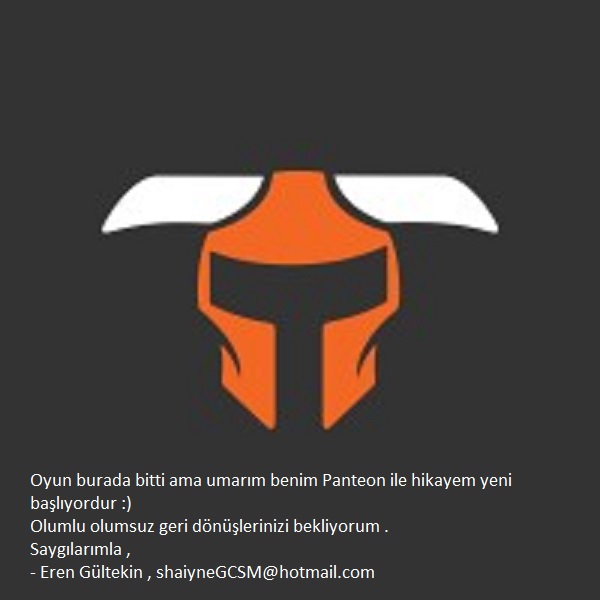 Oyun burada bitti ama umarım benim Panteon ile hikayem yeni
başlıyordur :)
Olumlu olumsuz geri dönüşlerinizi bekliyorum .
Saygılarımla ,
- Eren Gültekin , shaiyneGCSM@hotmail.com